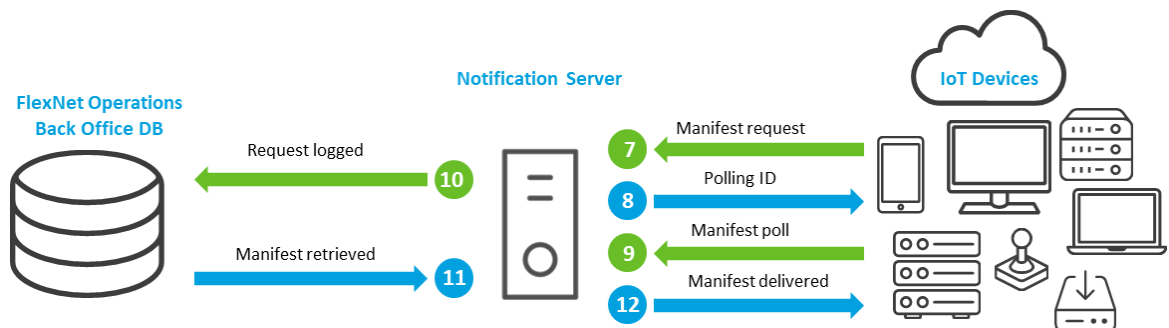 FlexNet Operations
Back Office DB
Request logged
10
Manifest retrieved
11
Notification Server
IoT Devices
Manifest request
7
Polling ID
8
Manifest poll
9
Manifest delivered
12